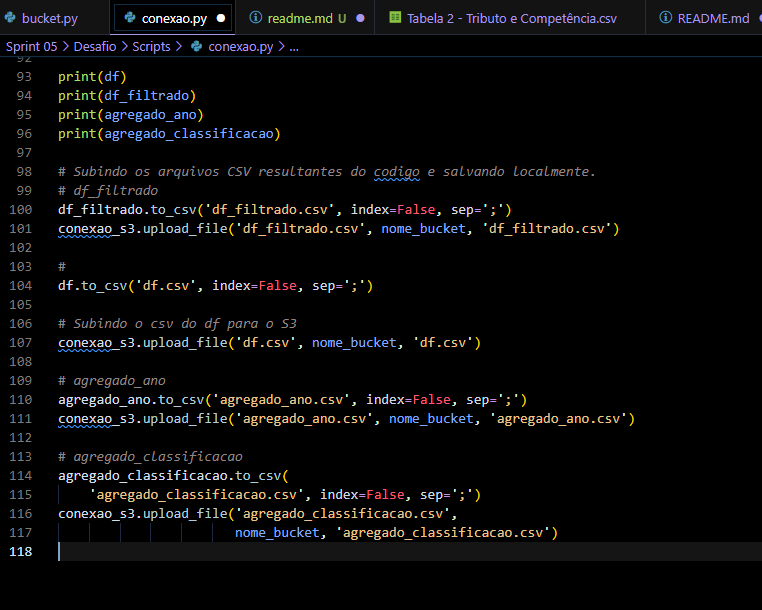 bucket.py
conexao.py
readme.md U
Tabela 2 - Tributo e Competência.csv
README.md
Sprint 05 > Desafio > Scripts > conexao.py > ...
92
93 print(df)
94 print(df_filtrado)
95 print(agregado_ano)
96 print(agregado_classificacao)
97
98 # Subindo os arquivos CSV resultantes do codigo e salvando localmente.
99 # df_filtrado
100 df_filtrado.to_csv('df_filtrado.csv', index=False, sep=';')
101 conexao_s3.upload_file('df_filtrado.csv', nome_bucket, 'df_filtrado.csv')
102
103 #
104 df.to_csv('df.csv', index=False, sep=';')
105
106 # Subindo o csv do df para o S3
107 conexao_s3.upload_file('df.csv', nome_bucket, 'df.csv')
108
109 # agregado_ano
110 agregado_ano.to_csv('agregado_ano.csv', index=False, sep=';')
111 conexao_s3.upload_file('agregado_ano.csv', nome_bucket, 'agregado_ano.csv')
112
113 # agregado_classificacao
114 agregado_classificacao.to_csv(
115 'agregado_classificacao.csv', index=False, sep=';')
116 conexao_s3.upload_file('agregado_classificacao.csv',
117 nome_bucket, 'agregado_classificacao.csv')
118